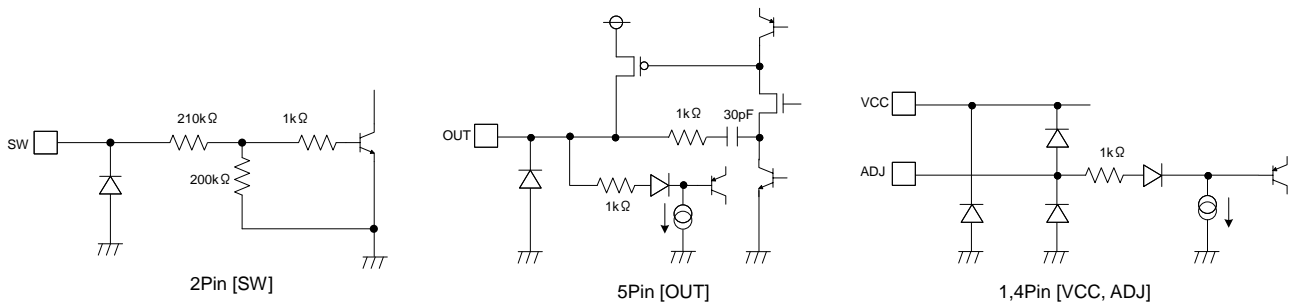 SW
210kΩ
1kΩ
200kΩ
2Pin [SW]
OUT
1kΩ
30pF
1kΩ
5Pin [OUT]
VCC
ADJ
1kΩ
1,4Pin [VCC, ADJ]